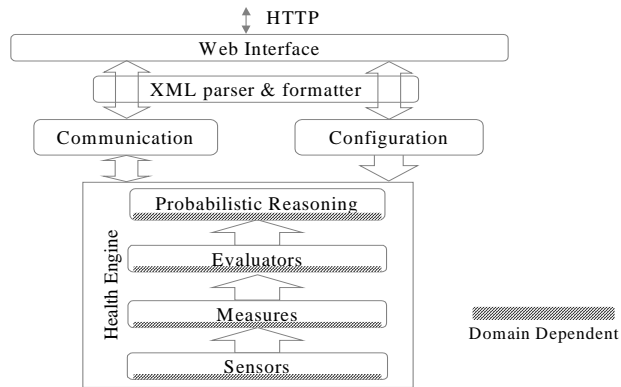 HTTP
Web Interface
XML parser & formatter
Communication
Configuration
Probabilistic Reasoning
Evaluators
Measures
Sensors
Health Engine
Domain Dependent